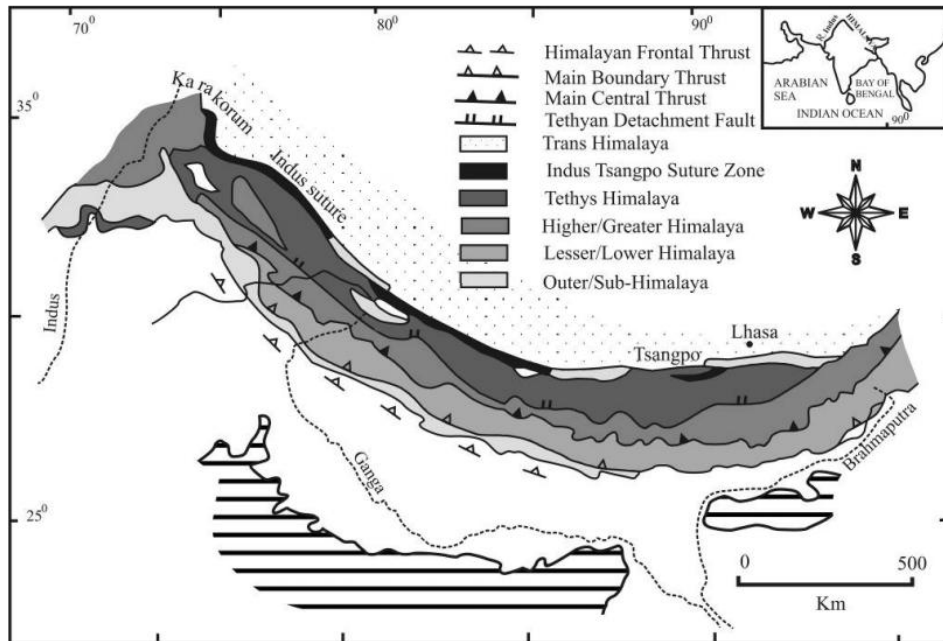 70⁰
80⁰
90⁰
35⁰
25⁰
Himalayan Frontal Thrust
Main Boundary Thrust
Main Central Thrust
Tethyan Detachment Fault
Trans Himalaya
Indus Tsangpo Suture Zone
Tethys Himalaya
Higher/Greater Himalaya
Lesser/Lower Himalaya
Outer/Sub-Himalaya
R. Indus
HIMALAYA
ARABIAN
SEA
BAY OF
BENGAL
INDIAN OCEAN
90⁰
N
W
E
S
Ka ra korum
Indus suture
Indus
Lhasa
Tsangpo
Ganga
Brahmaputra
0
500
Km